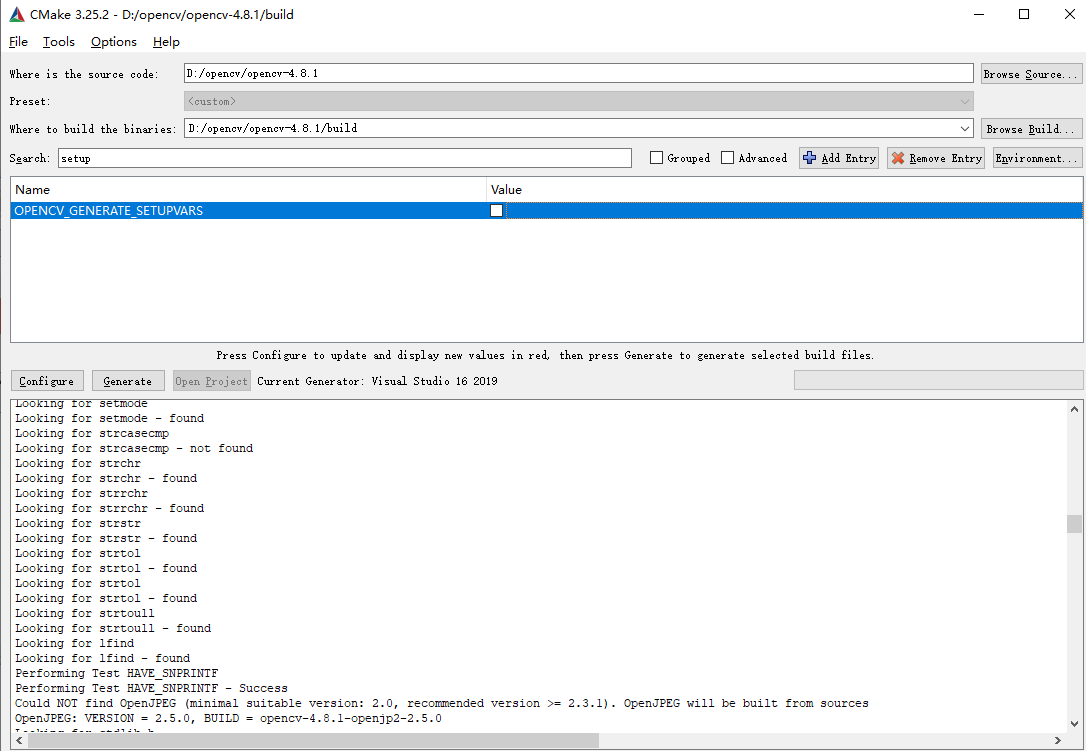 CMake 3.25.2 - D:/opencv/opencv-4.8.1/build
File Tools Options Help
Where is the source code: D:/opencv/opencv-4.8.1 Browse Source...
Preset: <custom>
Where to build the binaries: D:/opencv/opencv-4.8.1/build Browse Build...
Search: setup Grouped Advanced Add Entry Remove Entry Environment...
Name Value
OPENCV_GENERATE_SETUPVARS
Press Configure to update and display new values in red, then press Generate to generate selected build files.
Configure Generate Open Project Current Generator: Visual Studio 16 2019
Looking for setmode
Looking for setmode - found
Looking for strcasecmp
Looking for strcasecmp - not found
Looking for strchr
Looking for strchr - found
Looking for strrchr
Looking for strrchr - found
Looking for strstr
Looking for strstr - found
Looking for strtol
Looking for strtol - found
Looking for strtol
Looking for strtol - found
Looking for strtoull
Looking for strtoull - found
Looking for lfind
Looking for lfind - found
Performing Test HAVE_SNPRINTF
Performing Test HAVE_SNPRINTF - Success
Could NOT find OpenJPEG (minimal suitable version: 2.0, recommended version >= 2.3.1). OpenJPEG will be built from sources
OpenJPEG: VERSION = 2.5.0, BUILD = opencv-4.8.1-openjp2-2.5.0
Looking for stdlib.h